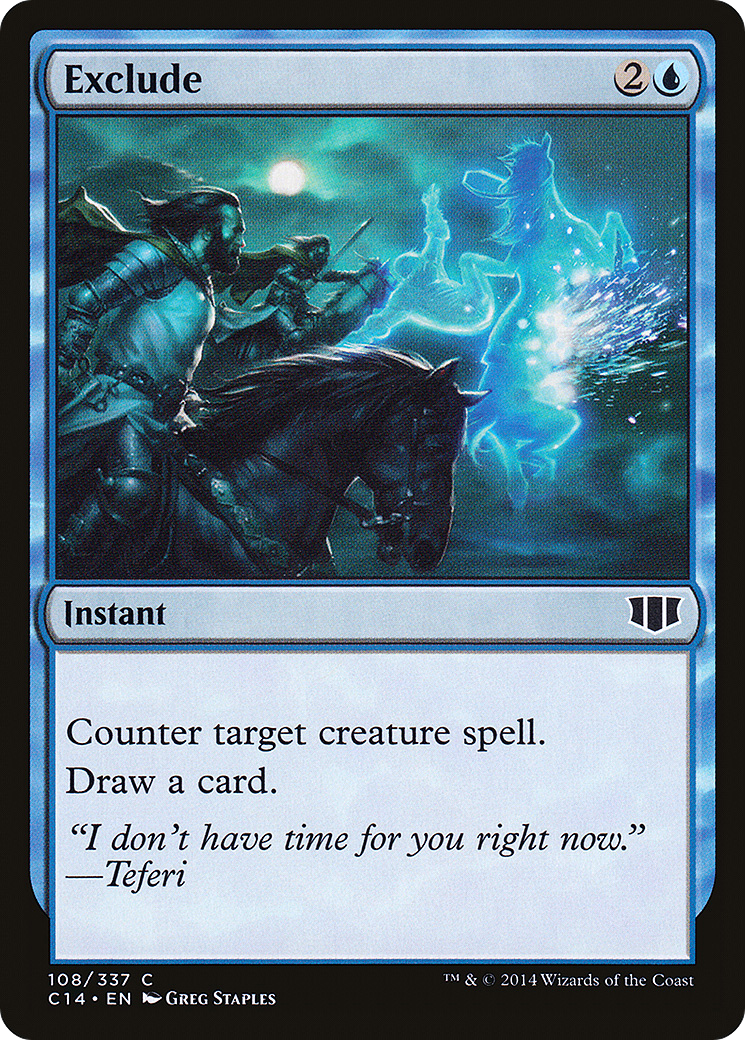 Exclude 2
Instant
Counter target creature spell.
Draw a card.
“I don’t have time for you right now.”
—Teferi
108/337 C
™ & © 2014 Wizards of the Coast
C14 • EN Greg Staples